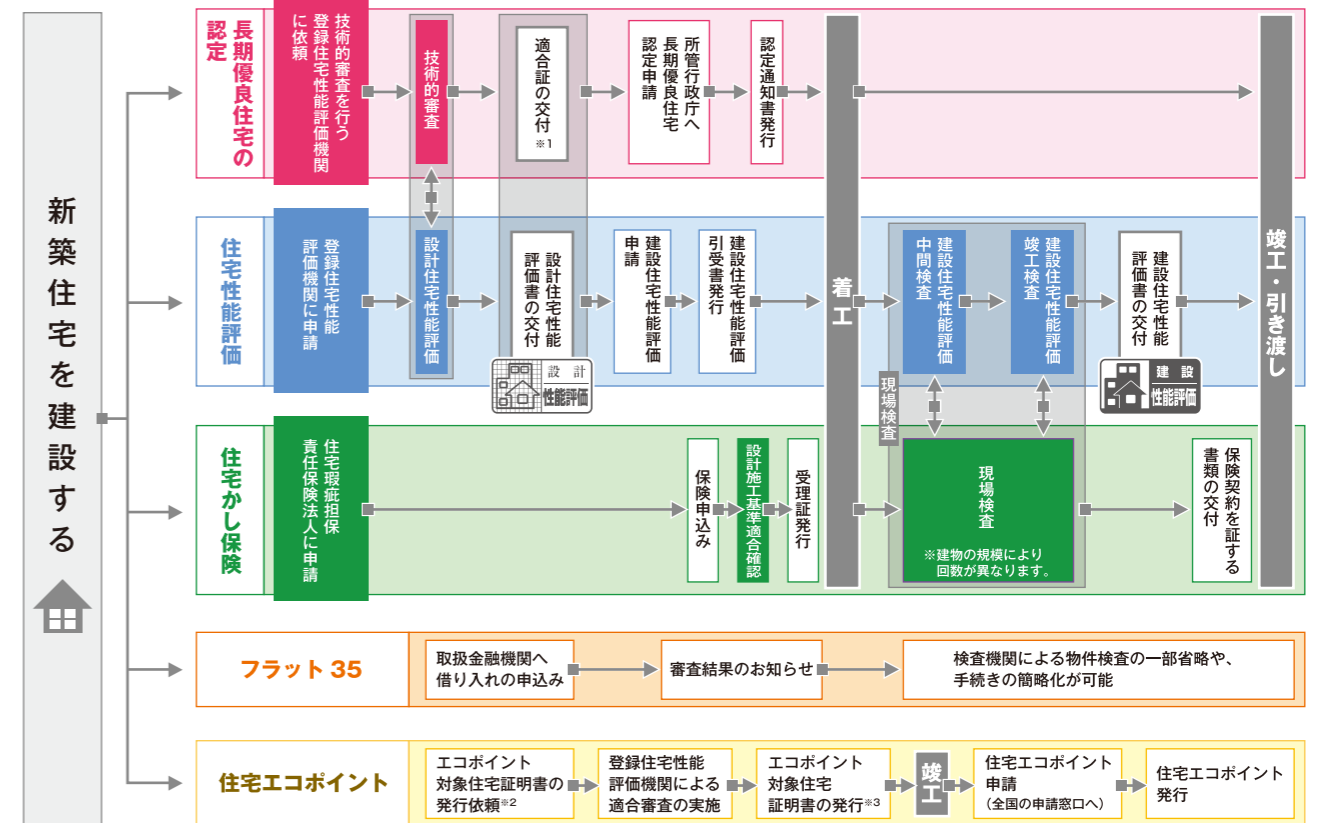 新築住宅を建設する
長期優良住宅の
認定
技術的審査を行う
登録住宅性能評価機関
に依頼
技術的審査
適合証の交付
※1
所管行政庁へ
長期優良住宅
認定申請
認定通知書発行
住宅性能評価
登録住宅性能
評価機関に申請
設計住宅性能評価
設計住宅性能
評価書の交付
設計
性能評価
建設住宅性能評価
申請
建設住宅性能評価
引受書発行
着工
建設住宅性能評価
中間検査
建設住宅性能評価
竣工検査
建設住宅性能
評価書の交付
建設
性能評価
竣工・引き渡し
現場検査
住宅かし保険
住宅瑕疵担保
責任保険法人に申請
保険申込み
設計施工基準適合確認
受理証発行
現場検査
※建物の規模により
回数が異なります。
保険契約を証する
書類の交付
フラット35
取扱金融機関へ
借り入れの申込み
審査結果のお知らせ
検査機関による物件検査の一部省略や、
手続きの簡略化が可能
住宅エコポイント
エコポイント
対象住宅証明書の
発行依頼※2
登録住宅性能
評価機関による
適合審査の実施
エコポイント
対象住宅
証明書の発行※3
竣工
住宅エコポイント
申請
(全国の申請窓口へ)
住宅エコポイント
発行